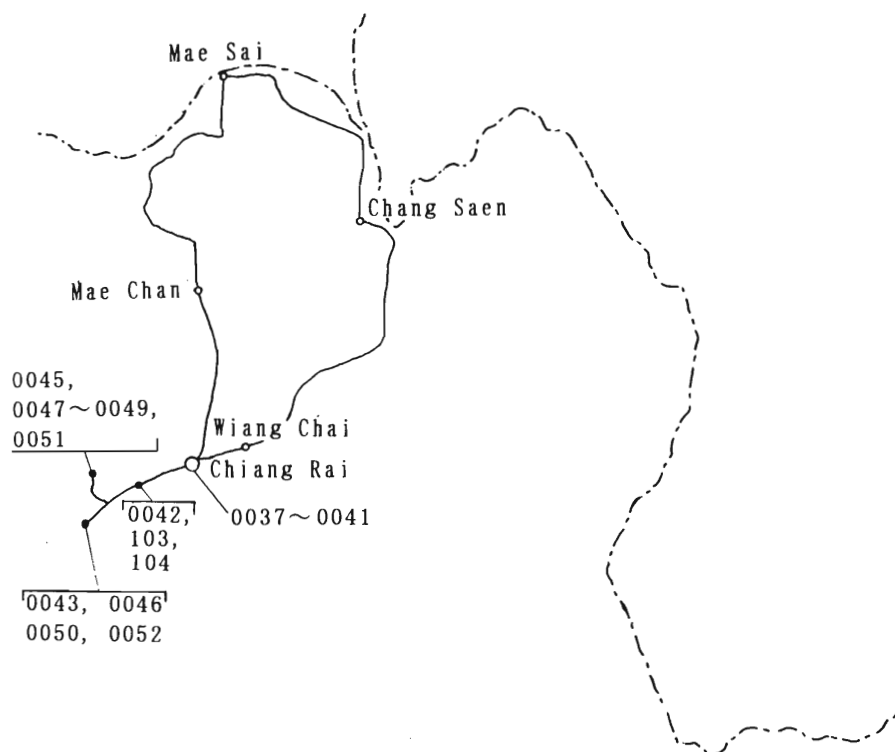 Mae Sai
Chang Saen
Mae Chan
0045,
0047～0049,
0051
Wiang Chai
Chiang Rai
0037～0041
0042,
103,
104
0043, 0046
0050, 0052